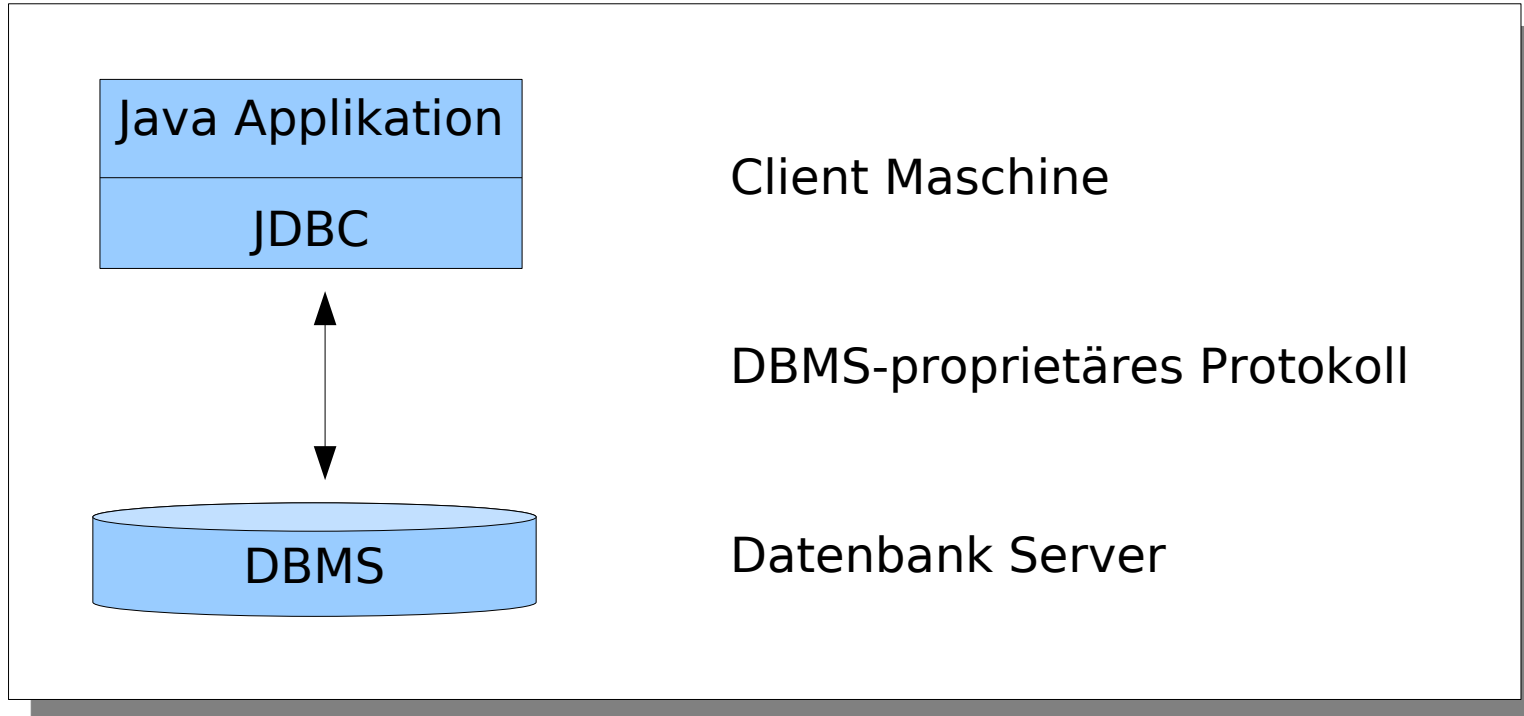 Java Applikation
JDBC
Client Maschine
DBMS-proprietäres Protokoll
DBMS
Datenbank Server